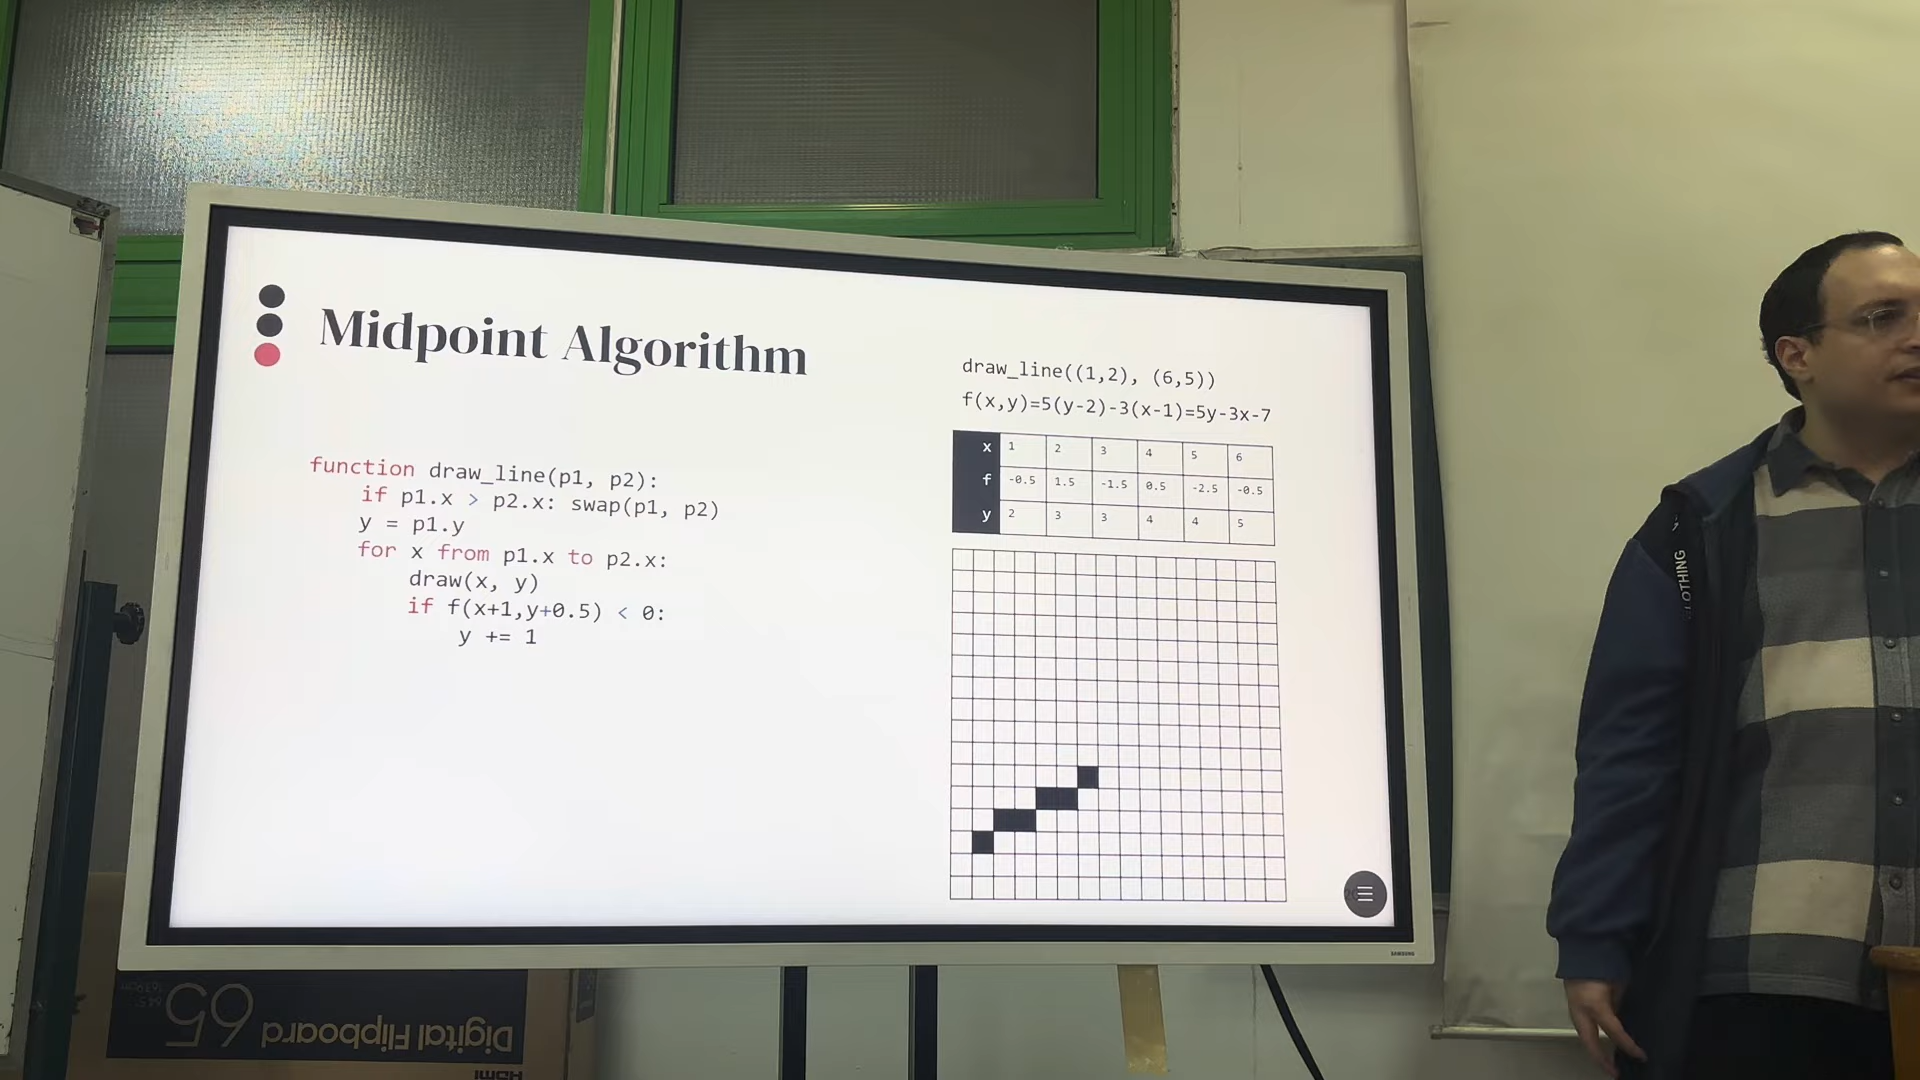 Midpoint Algorithm
function draw_line(p1, p2):
if p1.x > p2.x: swap(p1, p2)
y = p1.y
for x from p1.x to p2.x:
draw(x, y)
if f(x+1,y+0.5) < 0:
y += 1
draw_line((1,2), (6,5))
f(x,y)=5(y-2)-3(x-1)=5y-3x-7
x 1 2 3 4 5 6
f -0.5 1.5 -1.5 0.5 -2.5 -0.5
y 2 3 3 4 4 5
SAMSUNG
65
Digital Flipboard
HDMI
LOTHING